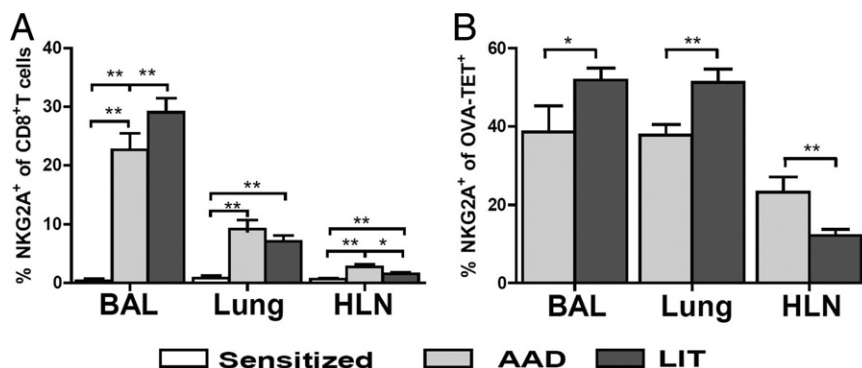 A
% NKG2A⁺ of CD8⁺T cells
40
30
20
10
0
** **
**
**
**
**
** *
BAL Lung HLN
B
% NKG2A⁺ of OVA-TET⁺
60
40
20
0
* **
**
BAL Lung HLN
Sensitized AAD LIT